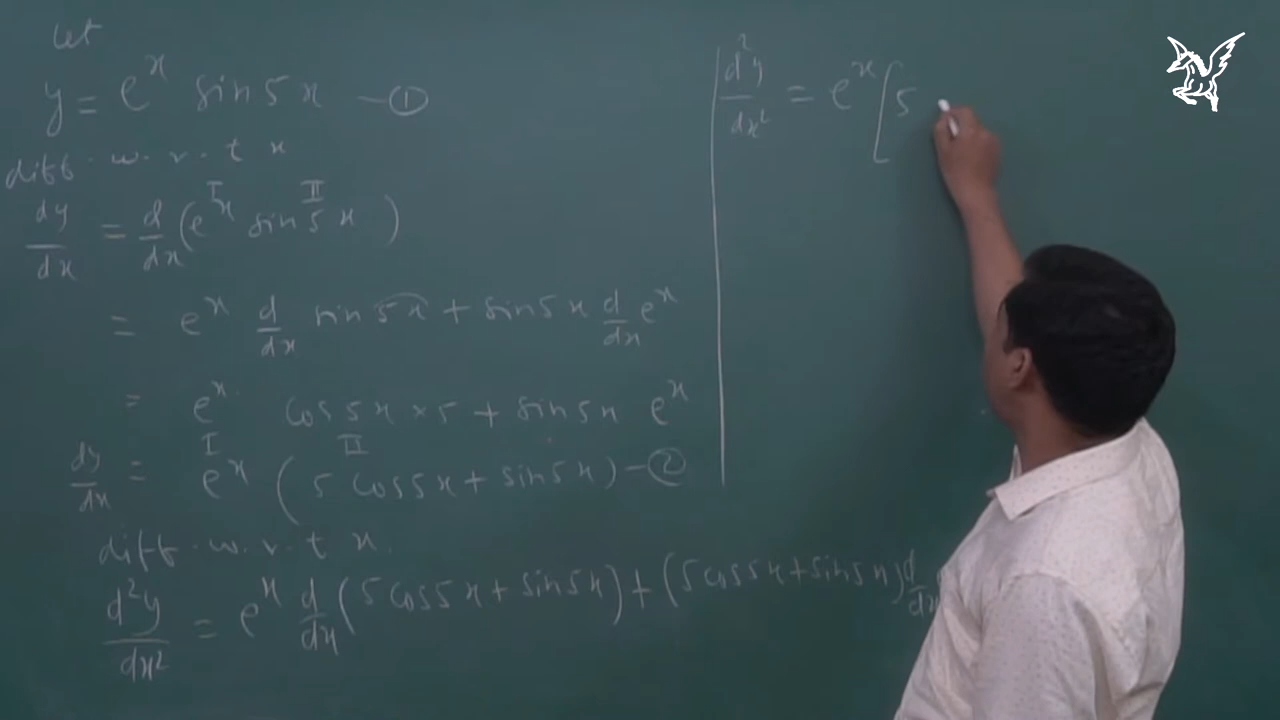 let
y = e^x sin 5x — ①
diff. w. r. t x
dy/dx = d/dx (e^x sin 5x)
I II
= e^x d/dx sin 5x + sin 5x d/dx e^x
= e^x. cos 5x × 5 + sin 5x e^x
I II
dy/dx = e^x (5 cos 5x + sin 5x) — ②
diff. w. r. t x.
d²y/dx² = e^x d/dx (5 cos 5x + sin 5x) + (5 cos 5x + sin 5x) d/dx
d²y/dx² = e^x [5